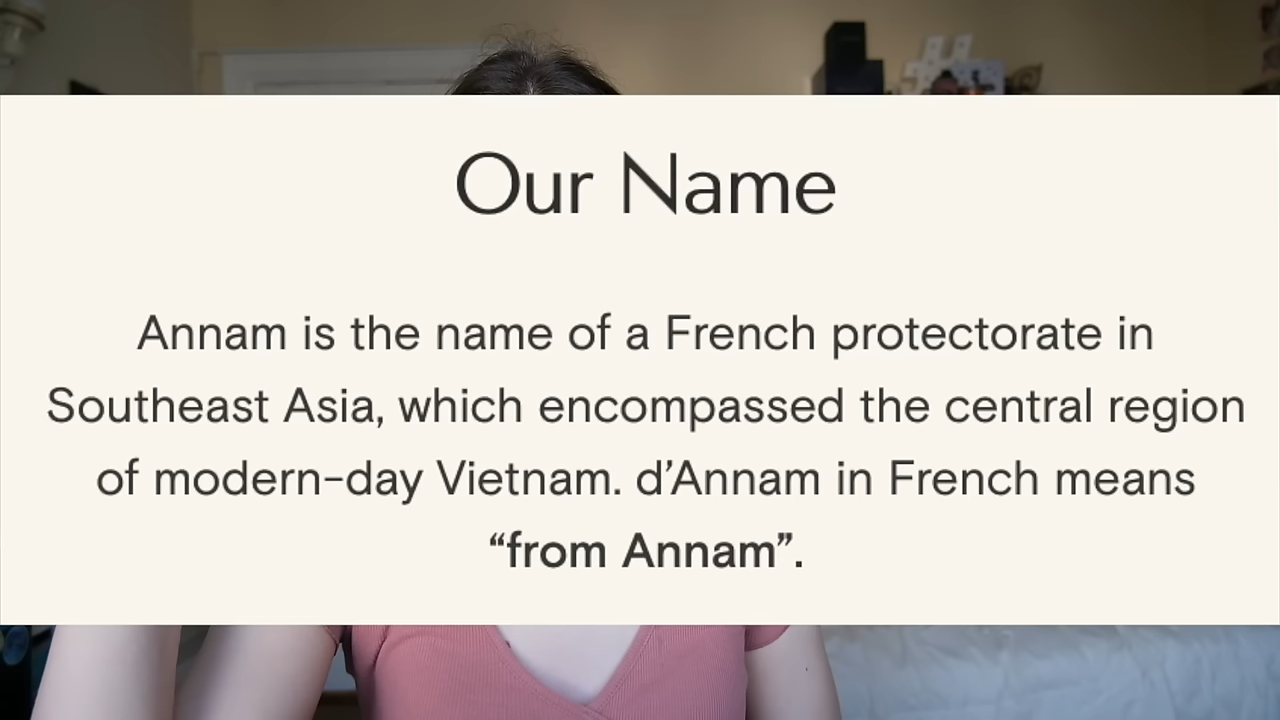 Our Name
Annam is the name of a French protectorate in
Southeast Asia, which encompassed the central region
of modern-day Vietnam. d’Annam in French means
“from Annam”.